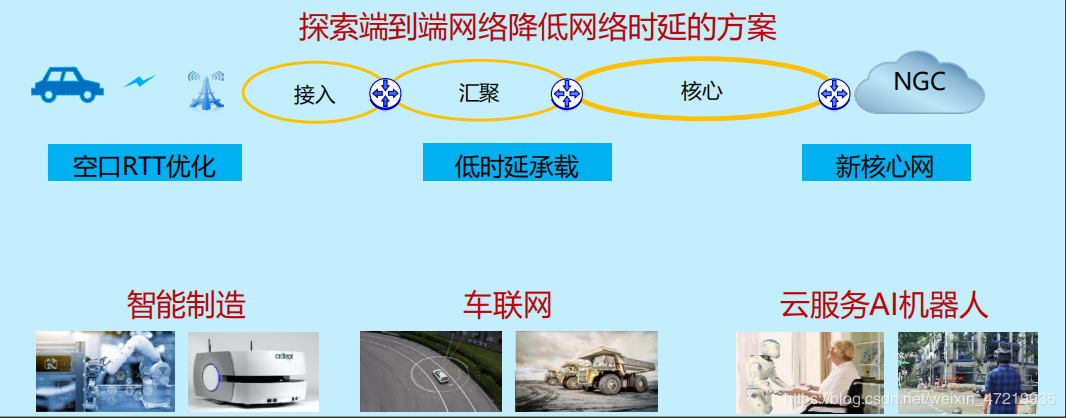 探索端到端网络降低网络时延的方案
接入
汇聚
核心
NGC
空口RTT优化
低时延承载
新核心网
智能制造
车联网
云服务AI机器人
https://blog.csdn.net/weixin_47219935